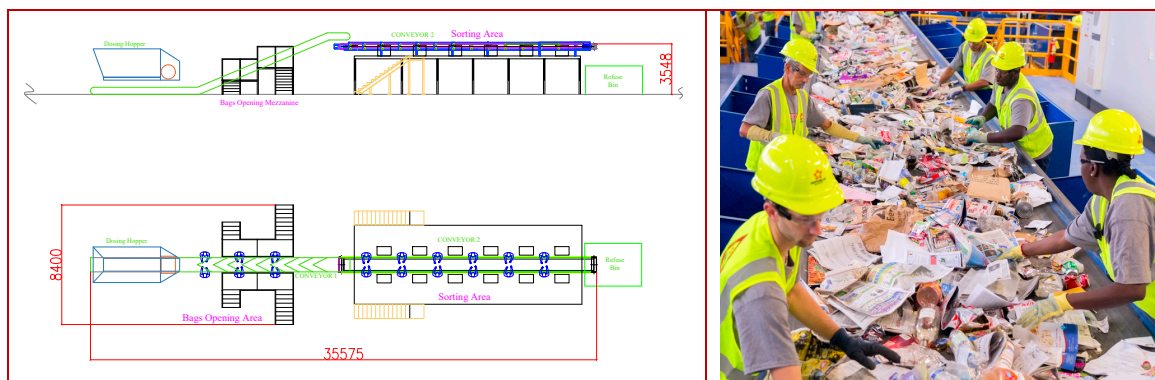 Dosing Hopper
CONVEYOR 2
Sorting Area
3548
Bags Opening Mezzanine
Refuse
Bin
8400
Dosing Hopper
CONVEYOR 2
CONVEYOR 1
Refuse
Bin
Sorting Area
Bags Opening Area
35575